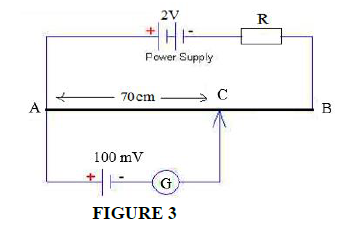 2V
R
+ -
Power Supply
70cm
C
A
B
100 mV
+ -
G
FIGURE 3